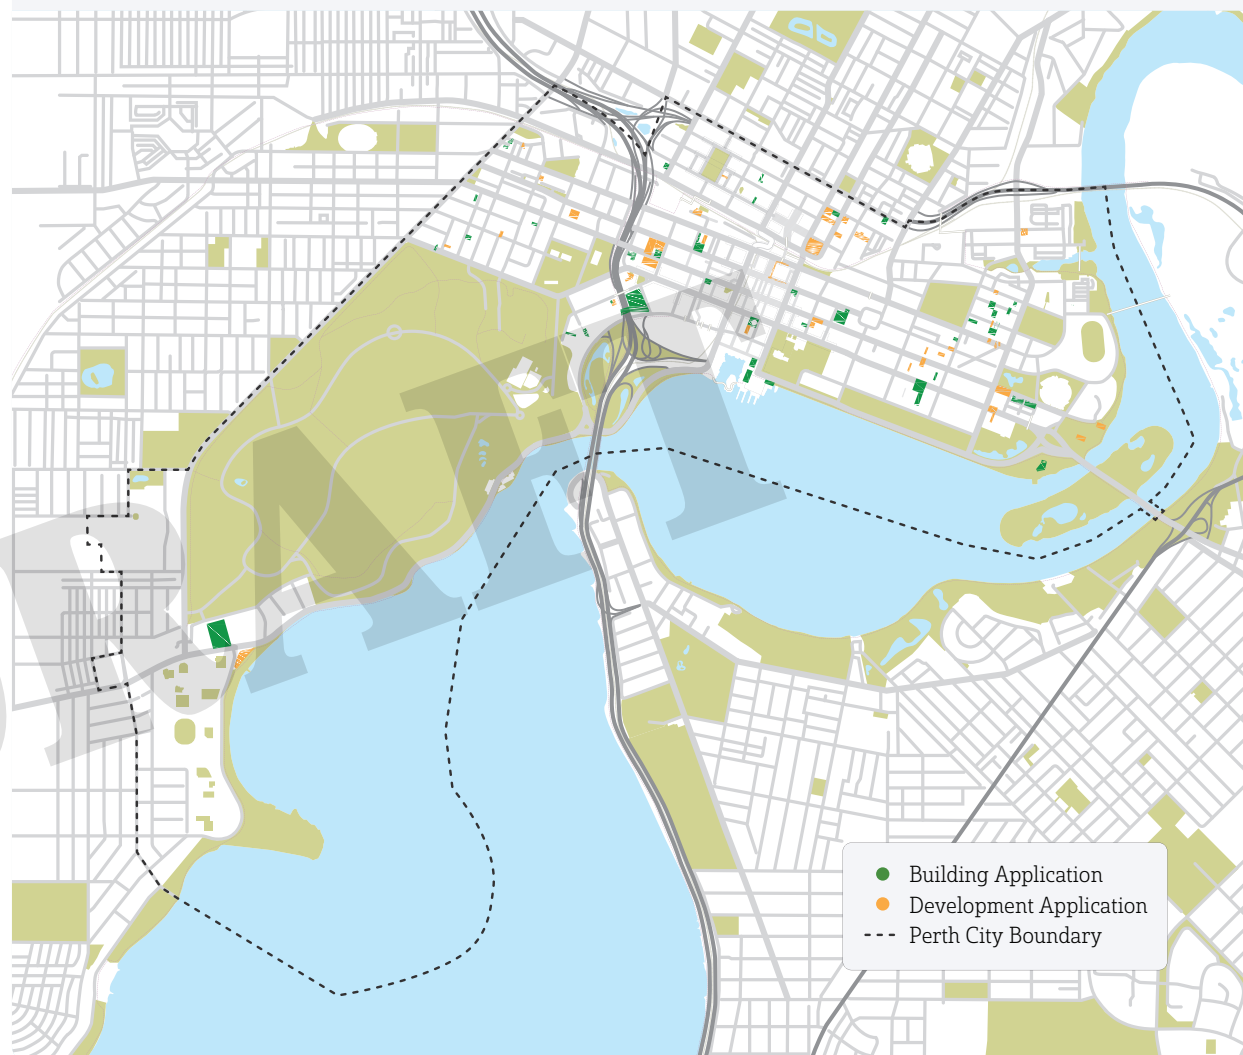 DRAFT
Building Application
Development Application
Perth City Boundary